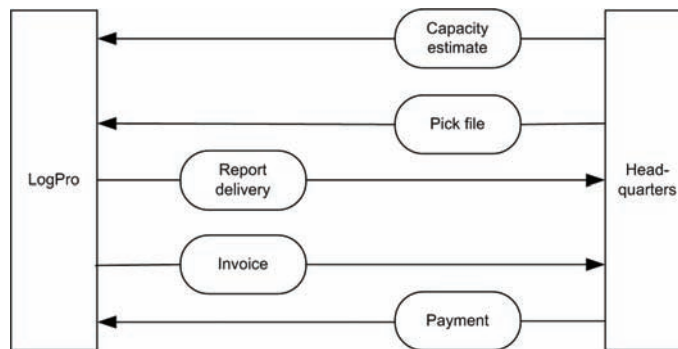 Capacity
estimate
Pick file
LogPro
Report
delivery
Head-
quarters
Invoice
Payment